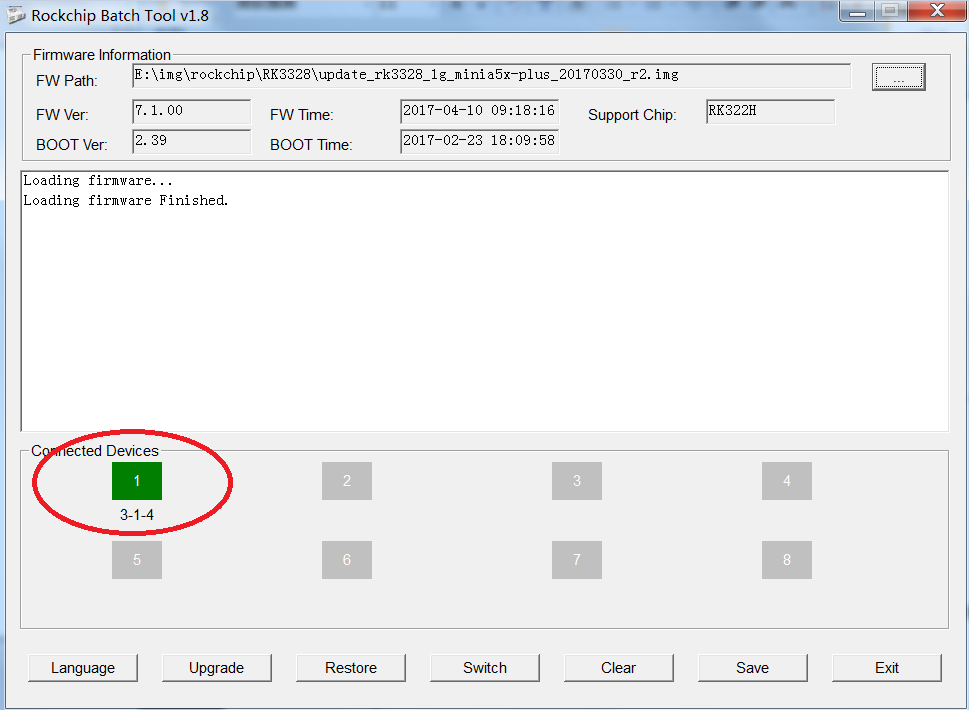 Rockchip Batch Tool v1.8
Firmware Information
FW Path: E:\img\rockchip\RK3328\update_rk3328_1g_minia5x-plus_20170330_r2.img ...
FW Ver: 7.1.00 FW Time: 2017-04-10 09:18:16 Support Chip: RK322H
BOOT Ver: 2.39 BOOT Time: 2017-02-23 18:09:58
Loading firmware...
Loading firmware Finished.
Connected Devices
1 2 3 4
3-1-4
5 6 7 8
Language Upgrade Restore Switch Clear Save Exit